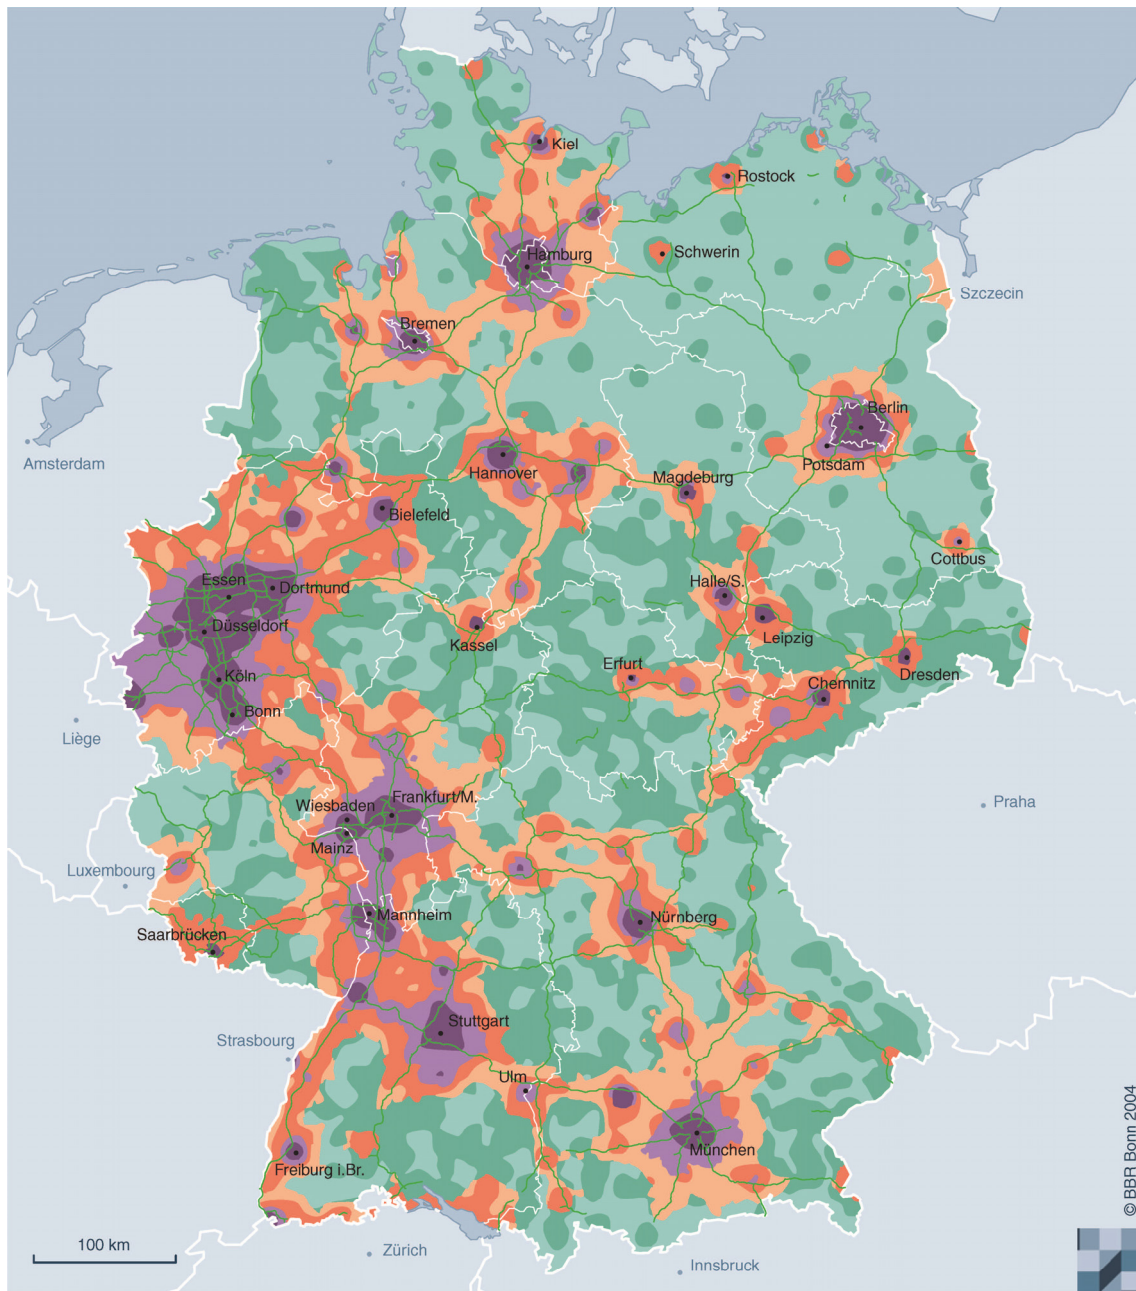 Kiel
Rostock
Hamburg
Schwerin
Szczecin
Bremen
Berlin
Amsterdam
Hannover
Potsdam
Magdeburg
Bielefeld
Cottbus
Essen
Dortmund
Halle/S.
Düsseldorf
Leipzig
Kassel
Erfurt
Dresden
Köln
Chemnitz
Bonn
Liège
Praha
Wiesbaden
Frankfurt/M.
Mainz
Luxembourg
Mannheim
Nürnberg
Saarbrücken
Stuttgart
Strasbourg
Ulm
München
Freiburg i.Br.
100 km
Zürich
Innsbruck
©BBR Bonn 2004